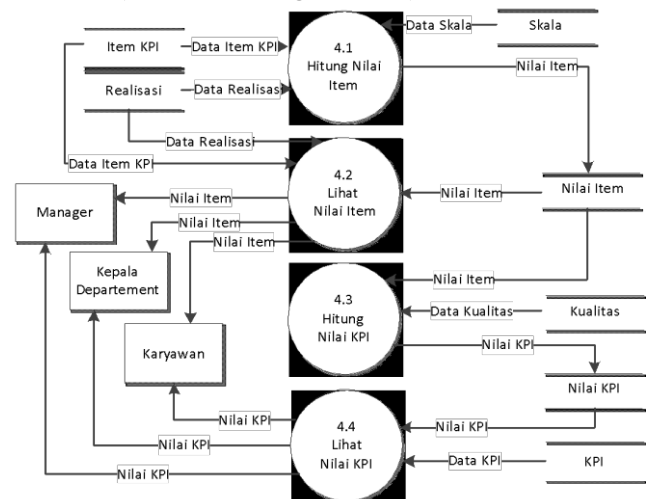 Data Skala
Skala
Item KPI
Data Item KPI
4.1
Hitung Nilai
Item
Nilai Item
Realisasi
Data Realisasi
Data Realisasi
Data Item KPI
4.2
Lihat
Nilai Item
Nilai Item
Nilai Item
Nilai Item
Manager
Nilai Item
Nilai Item
Kepala
Departement
4.3
Hitung
Nilai KPI
Nilai Item
Data Kualitas
Kualitas
Karyawan
Nilai KPI
Nilai KPI
Nilai KPI
4.4
Lihat
Nilai KPI
Nilai KPI
Nilai KPI
Data KPI
KPI
Nilai KPI